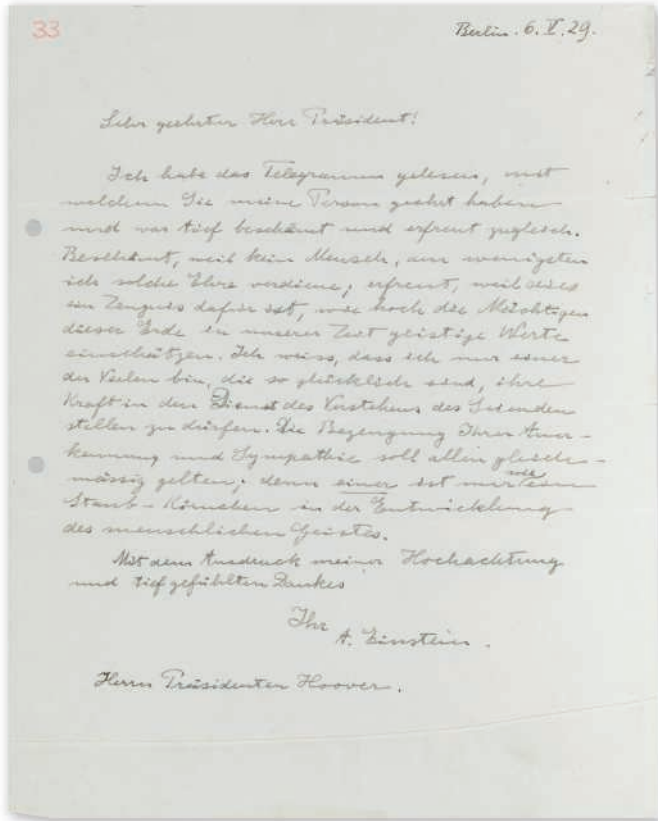 33
Berlin. 6. V. 29.
Sehr geehrter Herr Präsident!
Ich habe das Telegramm gelesen, mit
welchem Sie meine Person geehrt haben
und war tief beschämt und erfreut zugleich.
Beschämt, weil kein Mensch, am wenigsten
ich solche Ehre verdiene; erfreut, weil
ein Zeugnis dafür ist, wie hoch die Mächtigen
dieser Erde in unserer Zeit geistige Werte
einschätzen. Ich weiss, dass ich nur einer
der Vielen bin, die so glücklich sind, ihre
Kraft in den Dienst des Verstehens des Seienden
stellen zu dürfen. Die Bezeugung Ihrer Aner-
kennung und Sympathie soll allen gleich-
mässig gelten; denn einer ist nur wie ein
Staub-Körnchen in der Entwicklung
des menschlichen Geistes.
Mit dem Ausdruck meiner Hochachtung
und tief gefühlten Dankes
Ihr
A. Einstein.
Herrn Präsidenten Hoover.